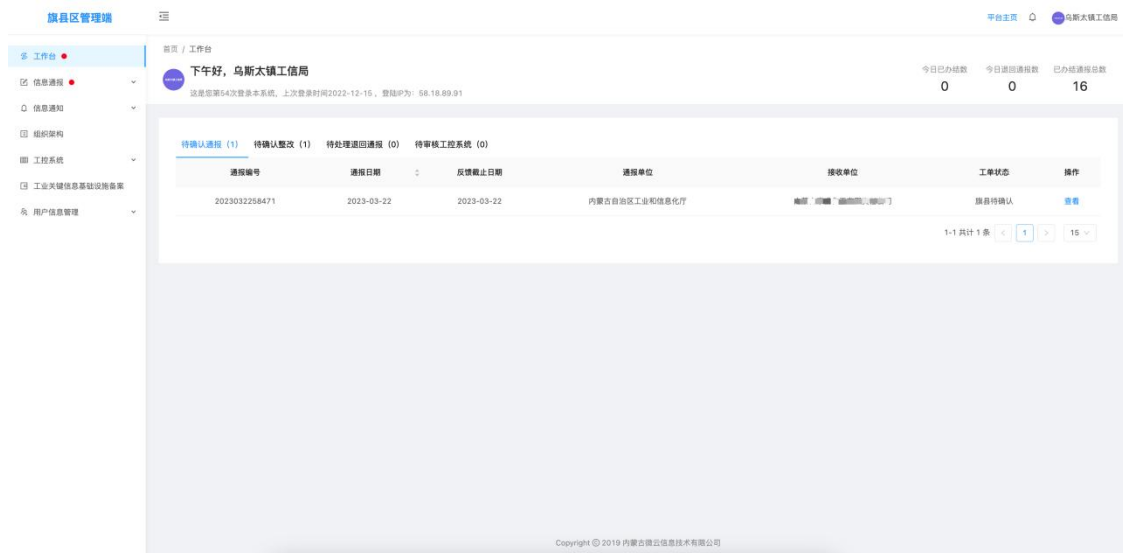 旗县区管理端
平台主页 乌斯太镇工信局
工作台
信息通报
信息通知
组织架构
工控系统
工业关键信息基础设施备案
用户信息管理
首页 / 工作台
下午好，乌斯太镇工信局
这是您第54次登录本系统，上次登录时间2022-12-15 ，登陆IP为：58.18.89.91
今日已办结数 今日退回通报数 已办结通报总数
0 0 16
待确认通报（1） 待确认整改（1） 待处理退回通报（0） 待审核工控系统（0）
通报编号 通报日期 反馈截止日期 通报单位 接收单位 工单状态 操作
2023032258471 2023-03-22 2023-03-22 内蒙古自治区工业和信息化厅 旗县待确认 查看
1-1 共计 1 条 < 1 > 15
Copyright © 2019 内蒙古微云信息技术有限公司